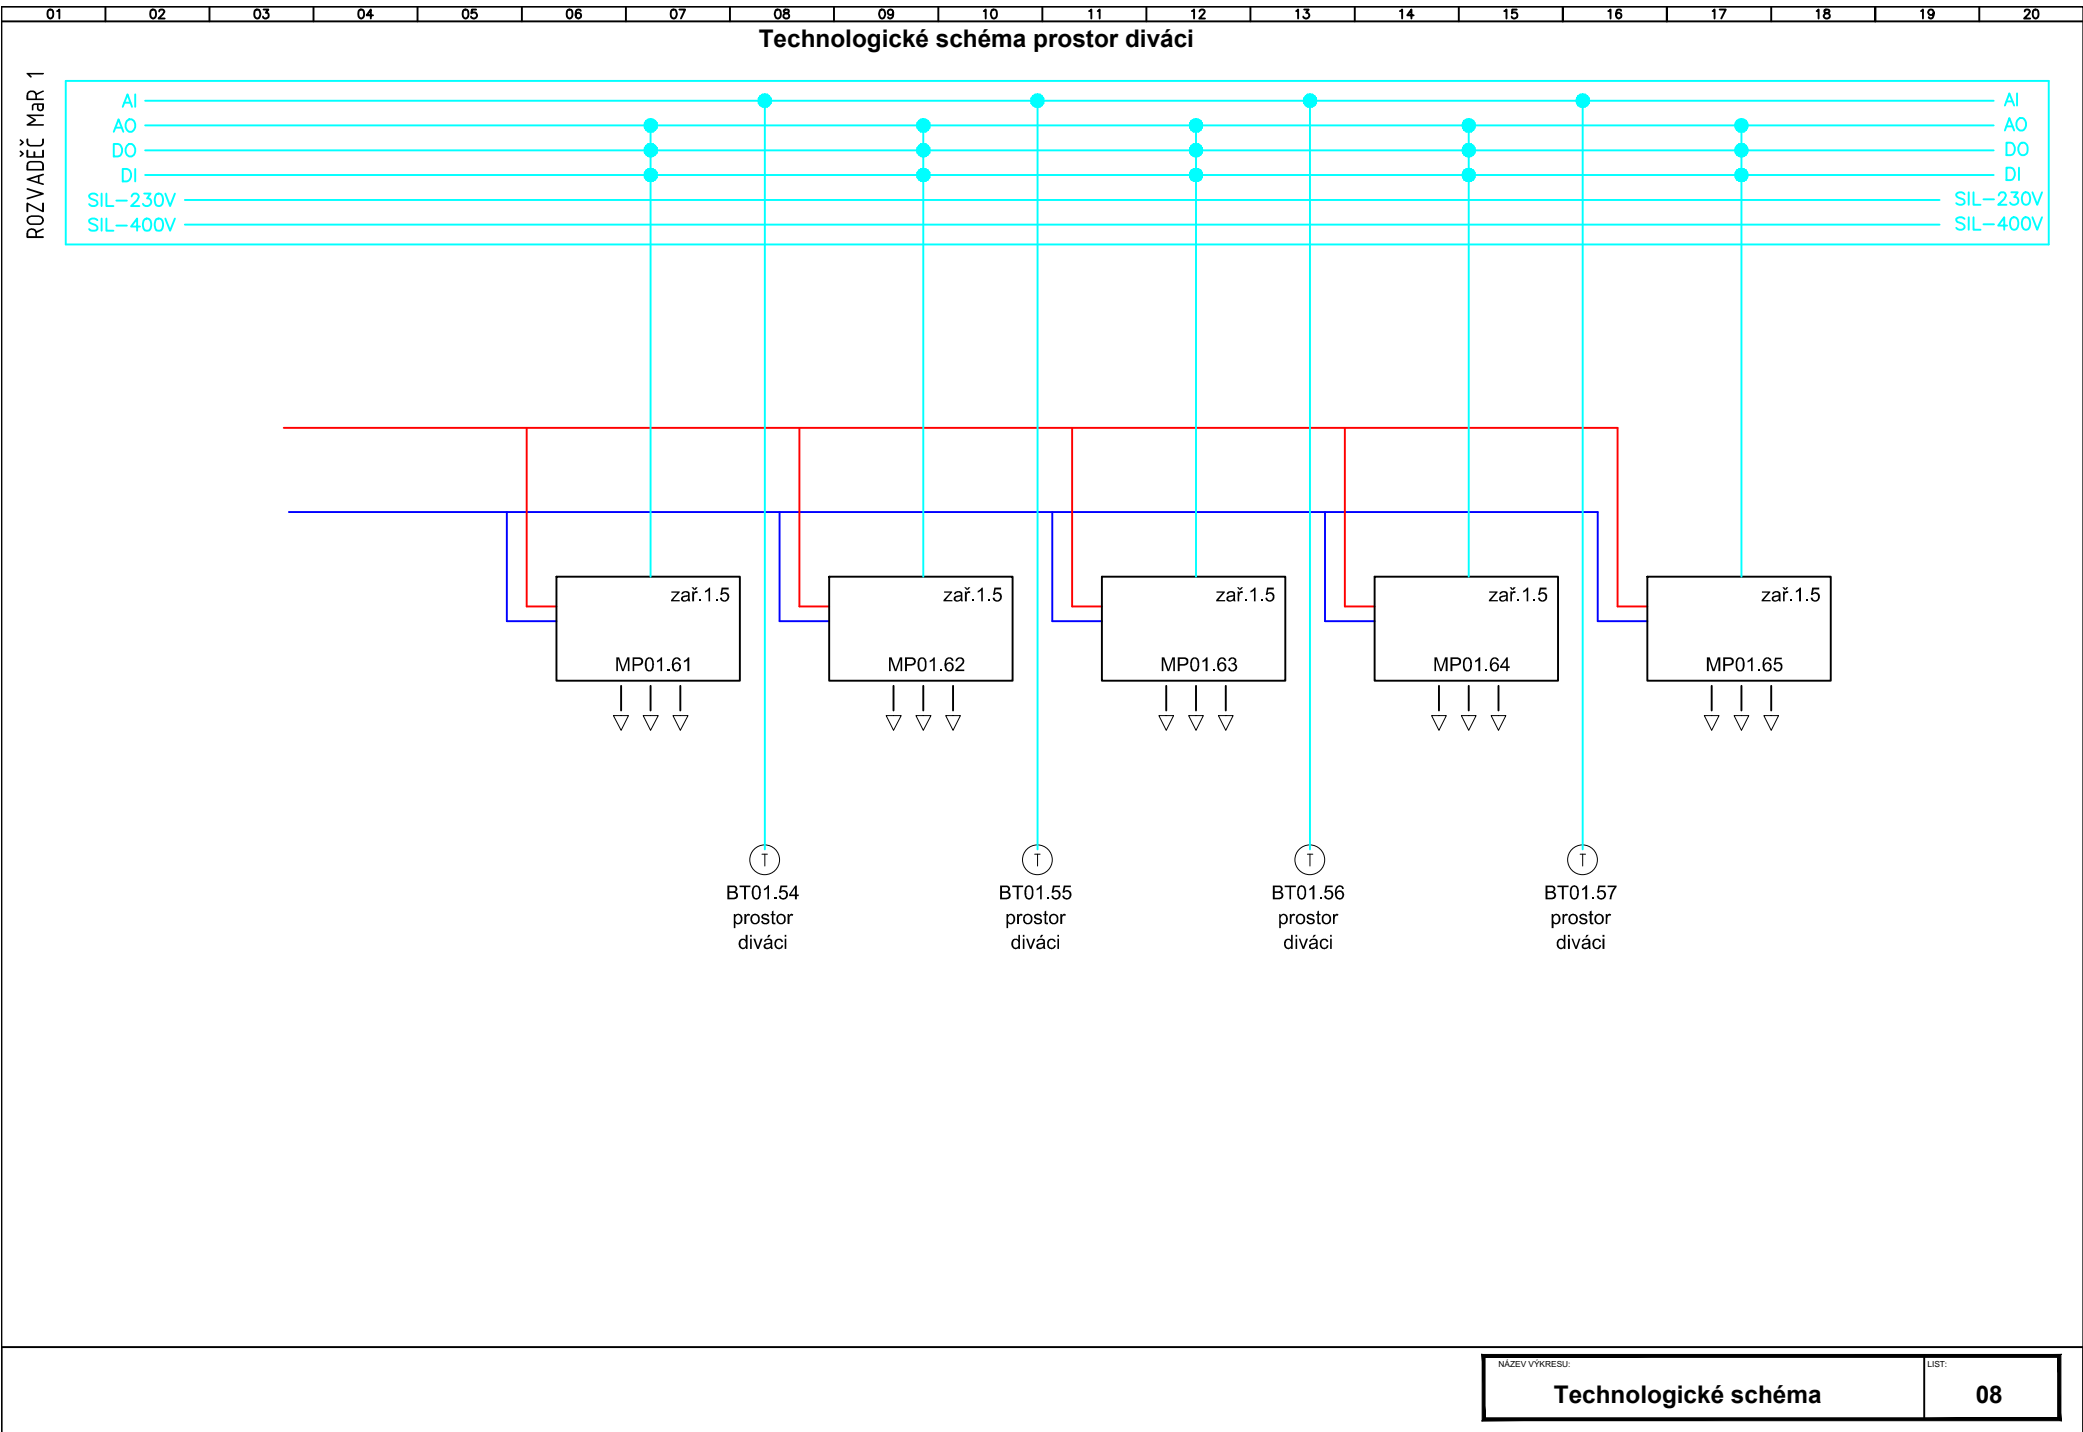 01 02 03 04 05 06 07 08 09 10 11 12 13 14 15 16 17 18 19 20
Technologické schéma prostor diváci
ROZVADĚČ MaR 1
AI AI
AO AO
DO DO
DI DI
SIL-230V SIL-230V
SIL-400V SIL-400V
zař.1.5 zař.1.5 zař.1.5 zař.1.5 zař.1.5
MP01.61 MP01.62 MP01.63 MP01.64 MP01.65
T T T T
BT01.54 BT01.55 BT01.56 BT01.57
prostor prostor prostor prostor
diváci diváci diváci diváci
NÁZEV VÝKRESU: LIST:
Technologické schéma 08